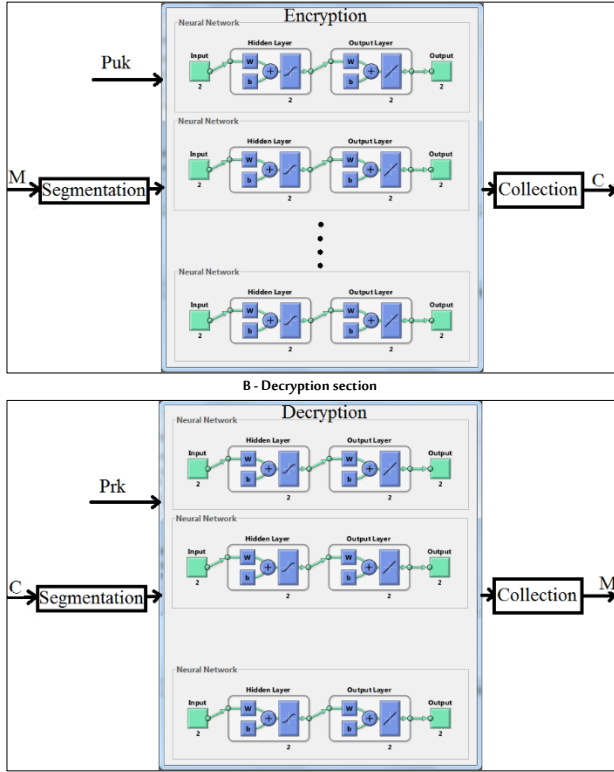 Encryption
Neural Network
Hidden Layer Output Layer
Input Output
W W
b b
2 2
2 2
Puk
Neural Network
Hidden Layer Output Layer
Input Output
W W
b b
2 2
2 2
M Segmentation Collection C
Neural Network
Hidden Layer Output Layer
Input Output
W W
b b
2 2
2 2
B - Decryption section
Decryption
Neural Network
Hidden Layer Output Layer
Input Output
W W
b b
2 2
2 2
Prk
Neural Network
Hidden Layer Output Layer
Input Output
W W
b b
2 2
2 2
C Segmentation Collection M
Neural Network
Hidden Layer Output Layer
Input Output
W W
b b
2 2
2 2